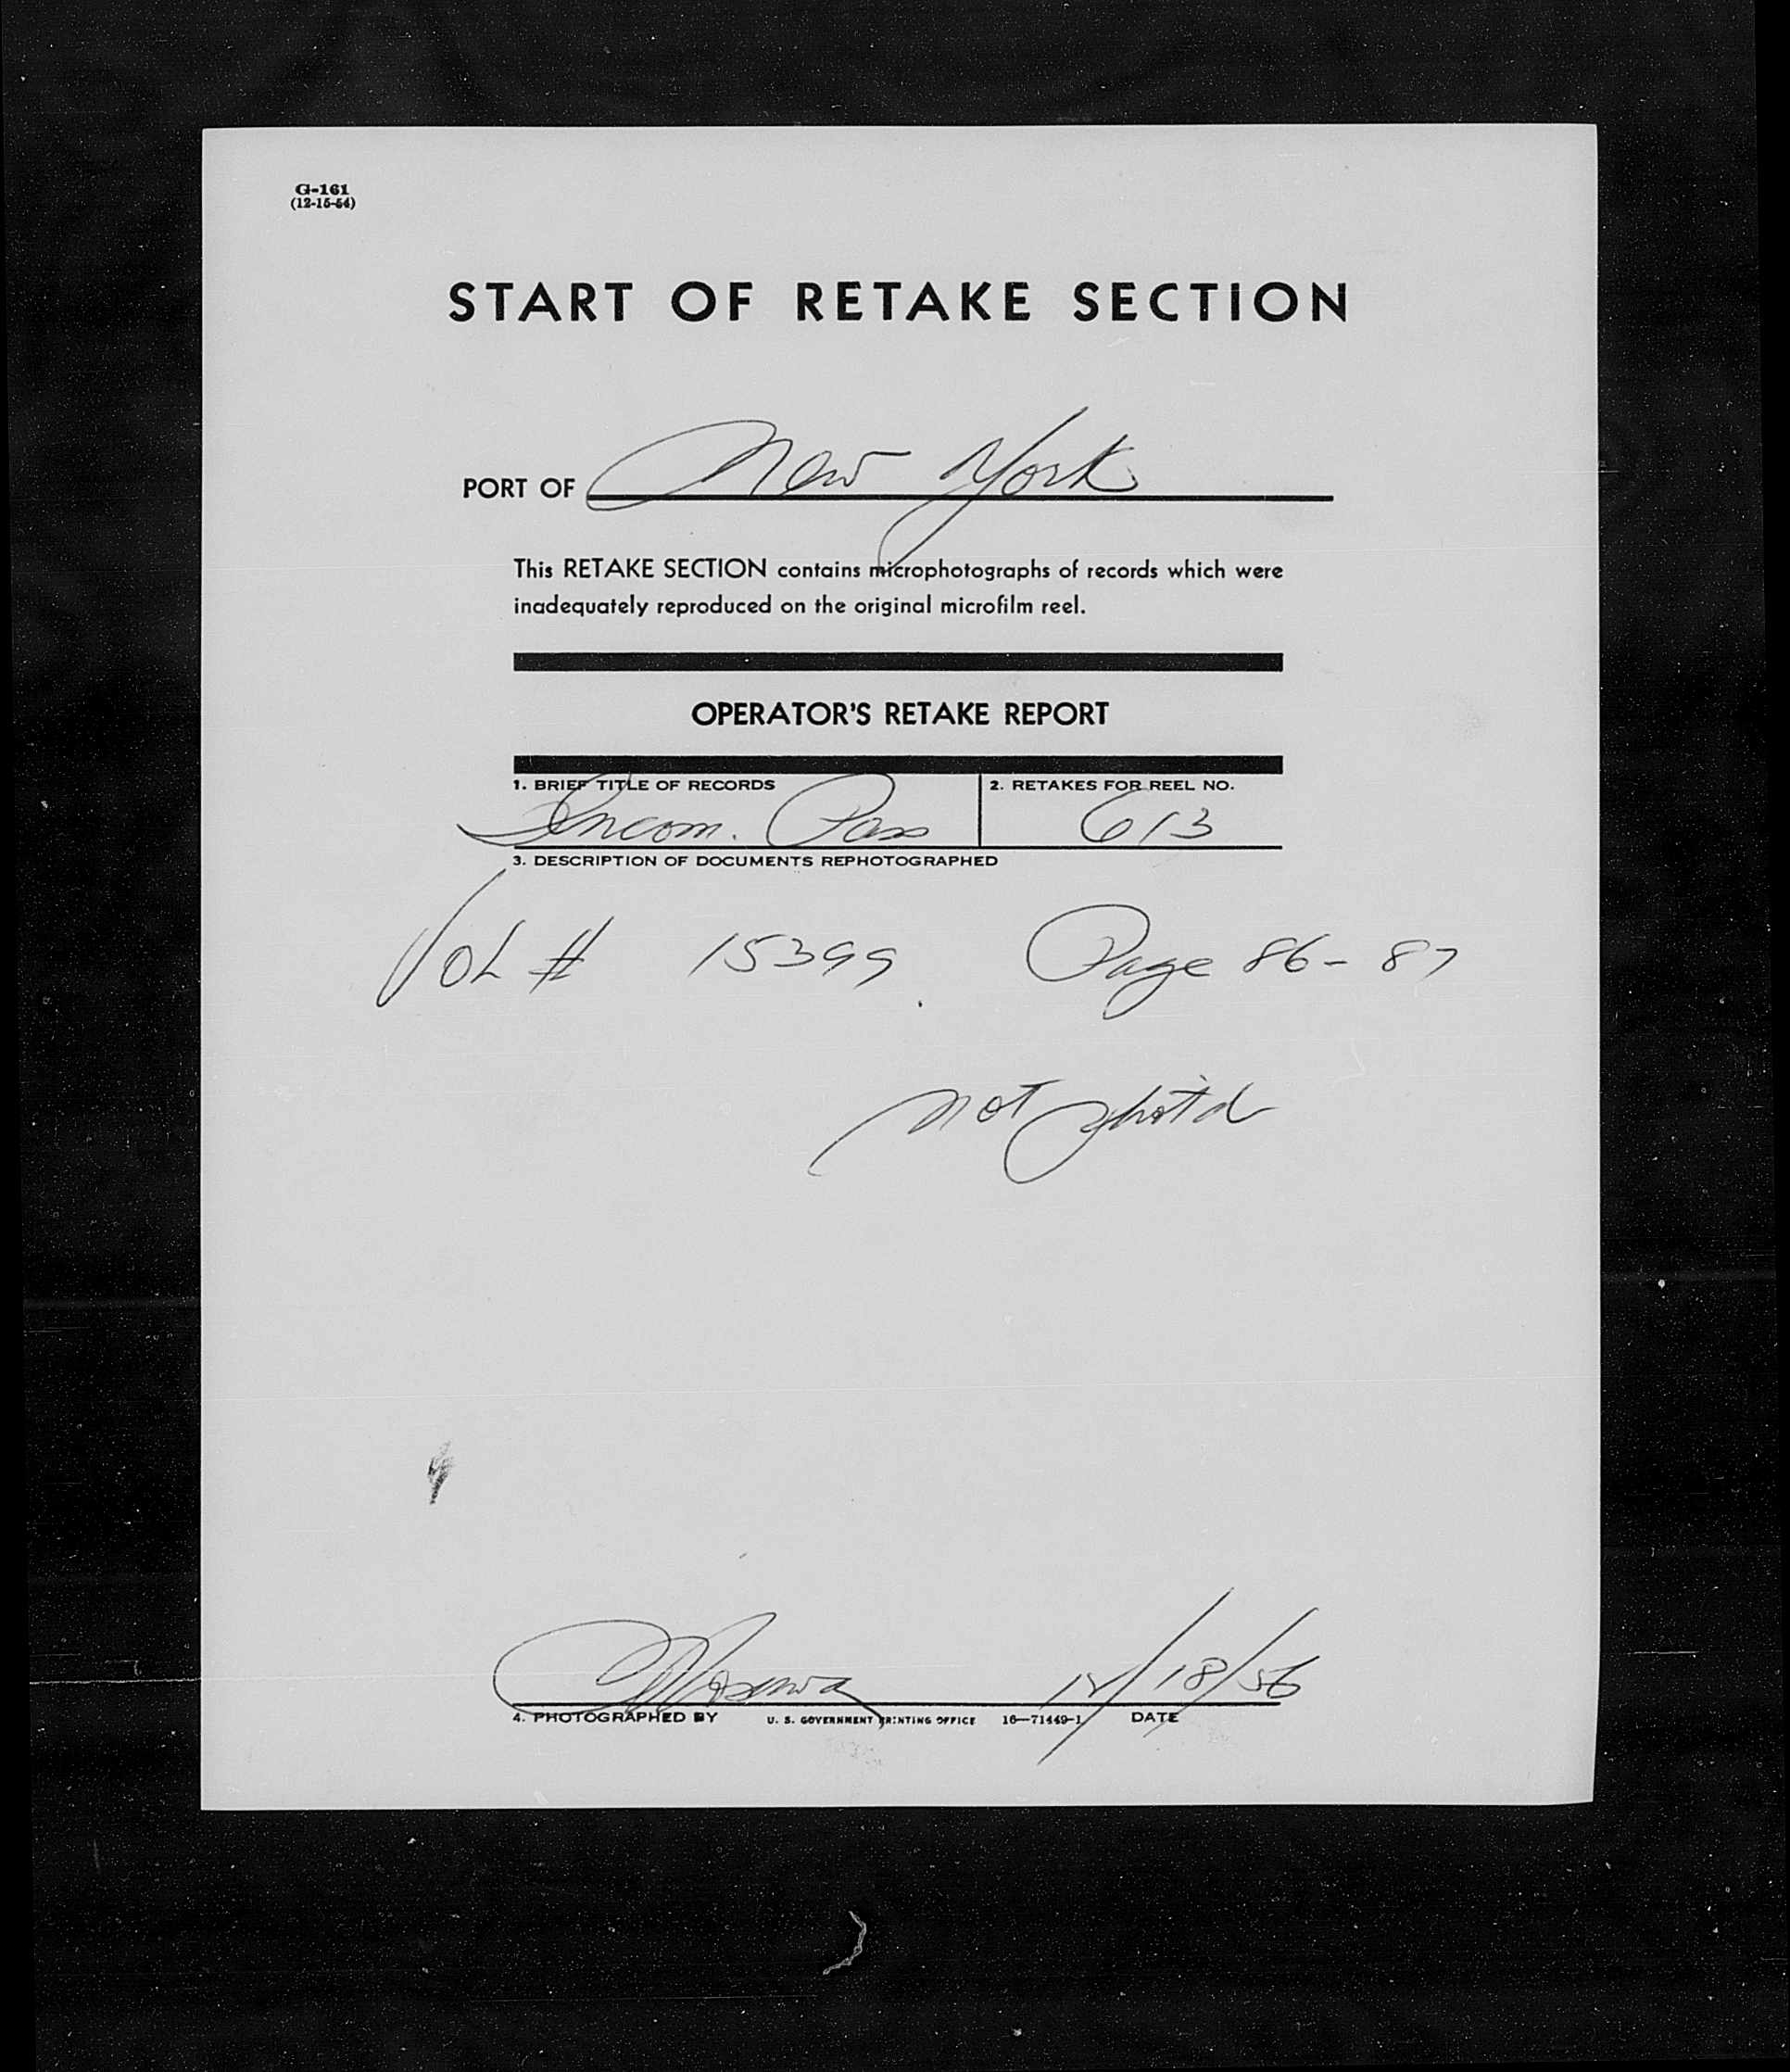 G-161
(12-15-54)
START OF RETAKE SECTION
PORT OF New York
This RETAKE SECTION contains microphotographs of records which were
inadequately reproduced on the original microfilm reel.
OPERATOR'S RETAKE REPORT
1. BRIEF TITLE OF RECORDS 2. RETAKES FOR REEL NO.
Incom. Pass 613
3. DESCRIPTION OF DOCUMENTS REPHOTOGRAPHED
Vol # 15399 Page 86-87
not
12/18/56
4. PHOTOGRAPHED BY U. S. GOVERNMENT PRINTING OFFICE 16—71449-1 DATE